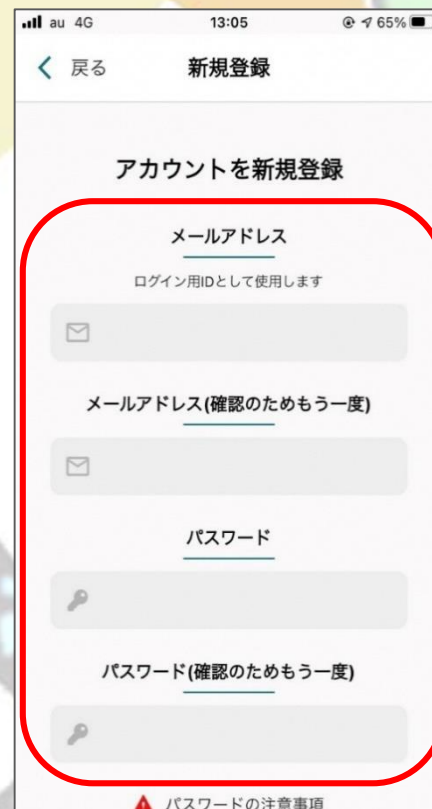 au 4G 13:05 65%
戻る 新規登録
アカウントを新規登録
メールアドレス
ログイン用IDとして使用します
メールアドレス(確認のためもう一度)
パスワード
パスワード(確認のためもう一度)
パスワードの注意事項